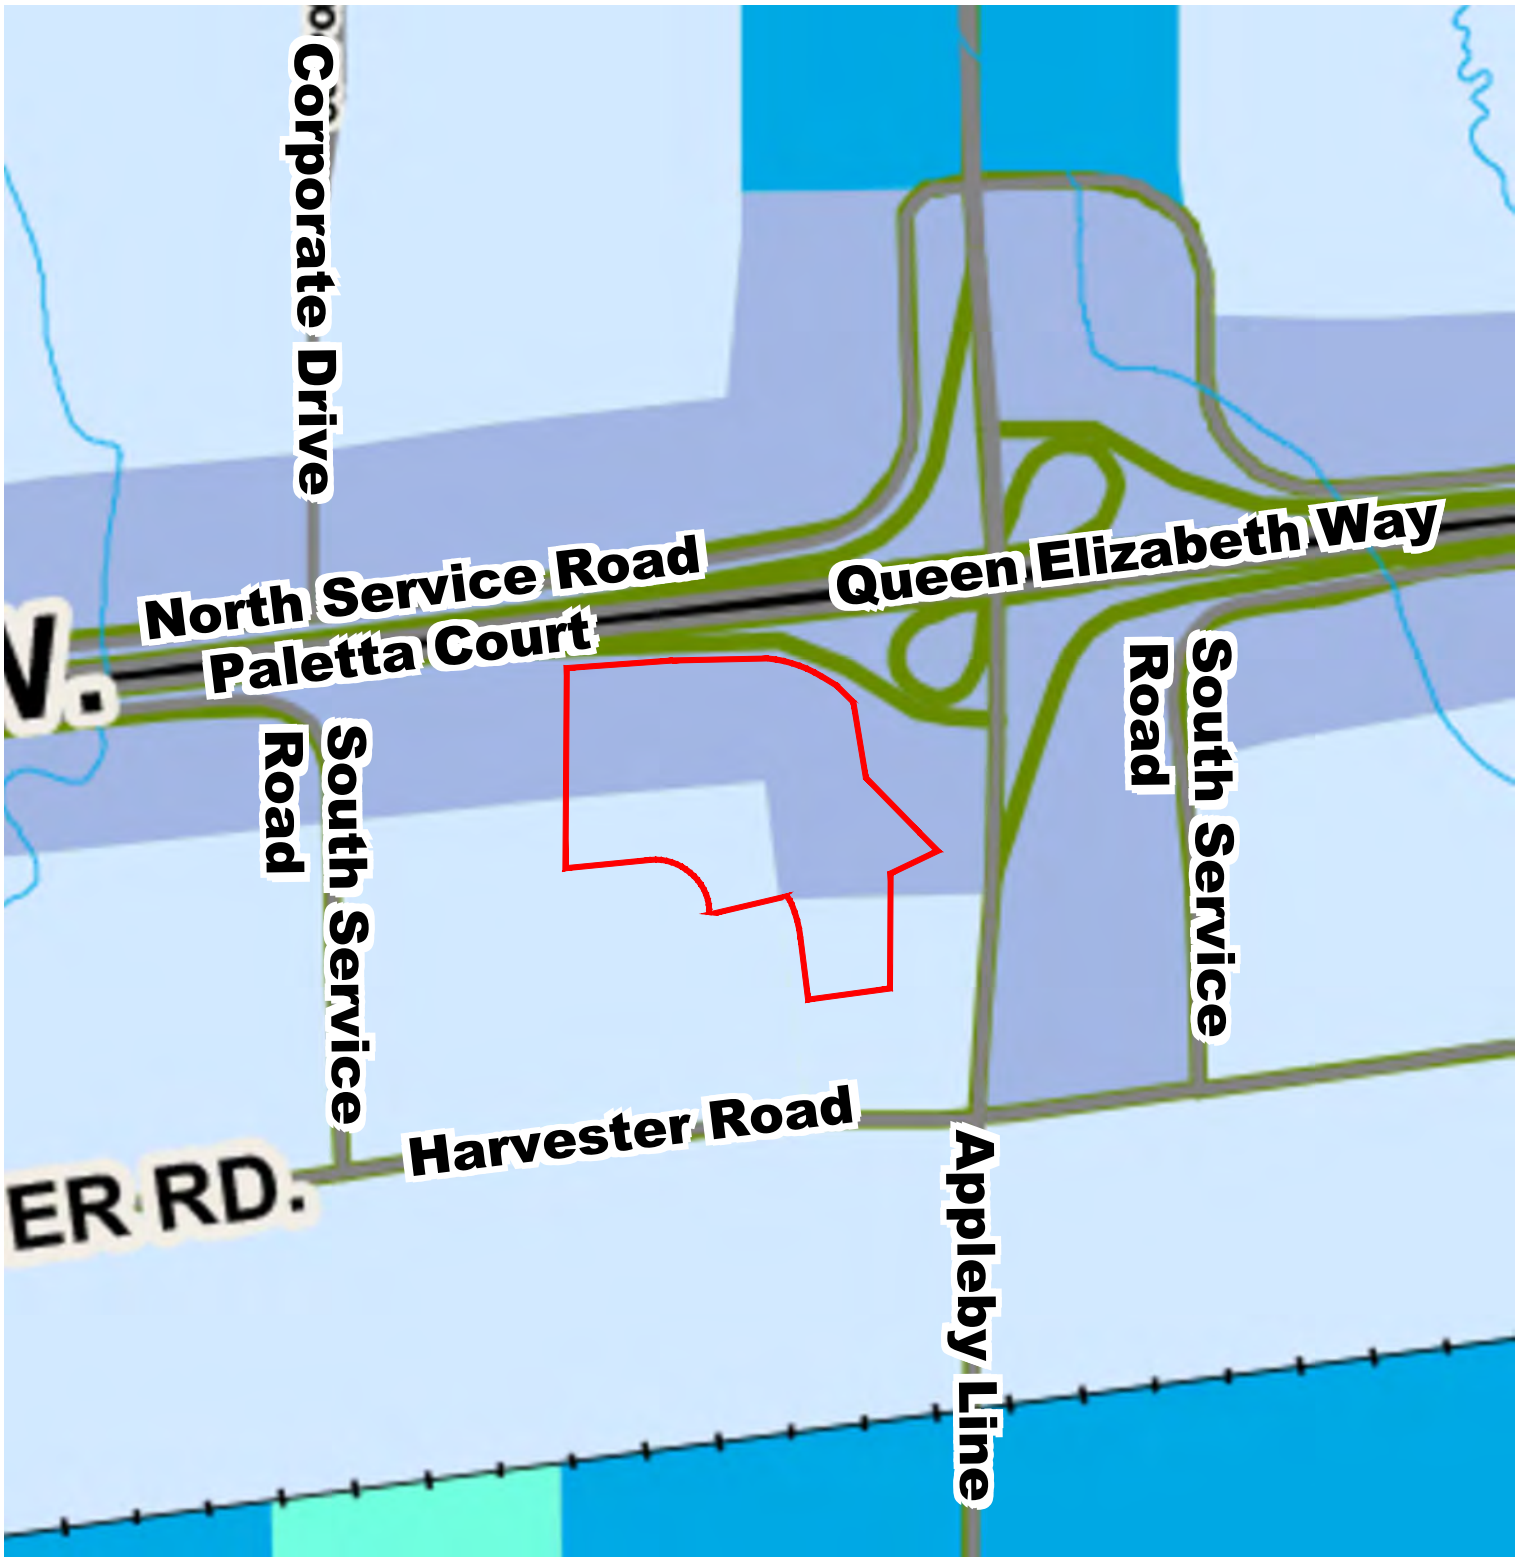 Corporate Drive
North Service Road
Queen Elizabeth Way
Paletta Court
South Service
Road
South Service
Road
Harvester Road
ER RD.
Appleby Line